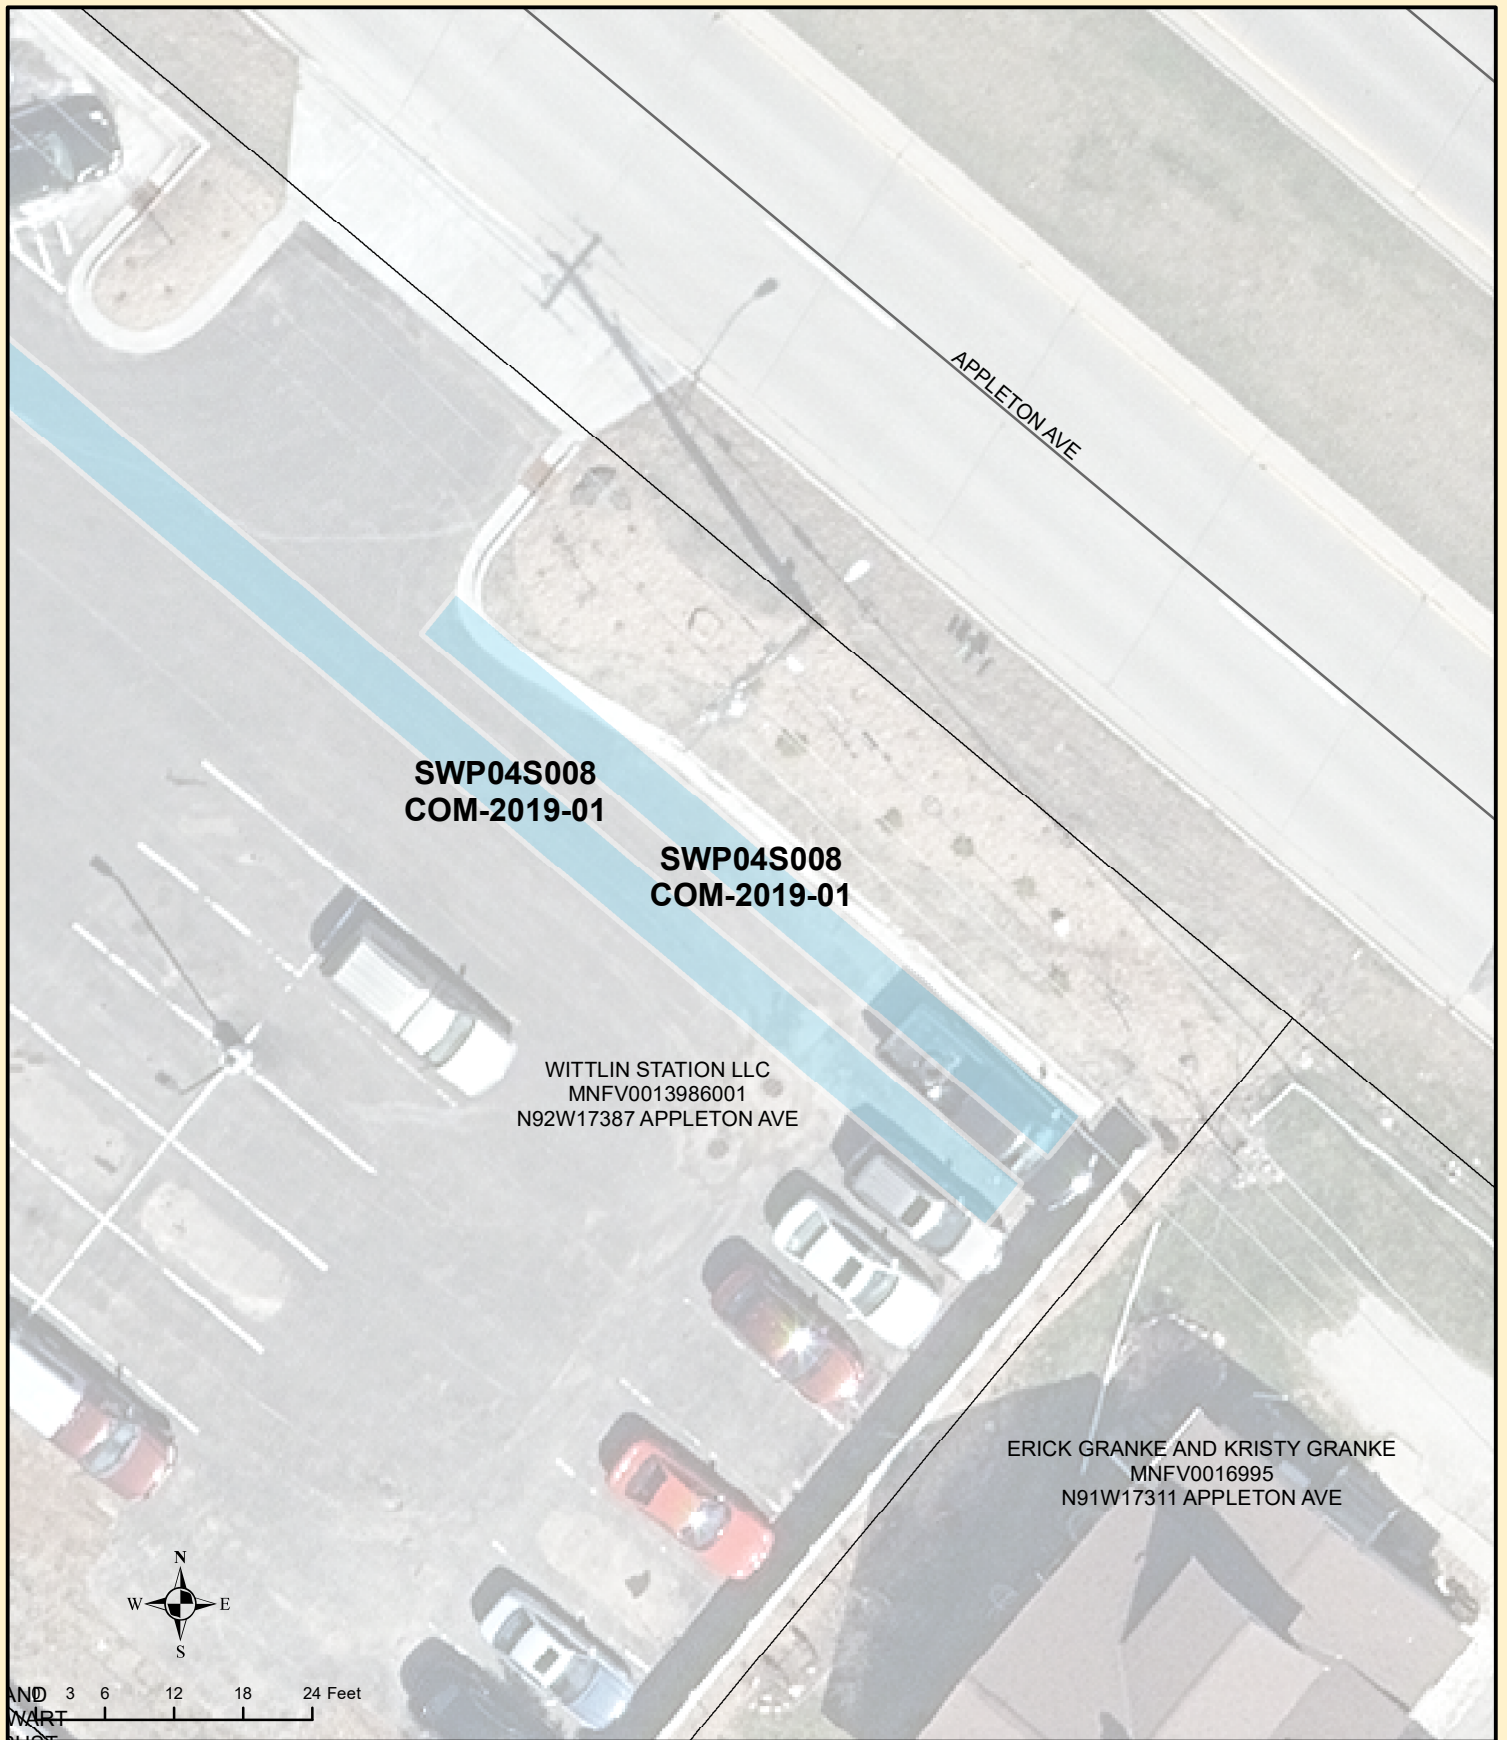 APPLETON AVE
SWP04S008
COM-2019-01
SWP04S008
COM-2019-01
WITTLIN STATION LLC
MNFV0013986001
N92W17387 APPLETON AVE
ERICK GRANKE AND KRISTY GRANKE
MNFV0016995
N91W17311 APPLETON AVE
N
W E
S
0 3 6 12 18 24 Feet